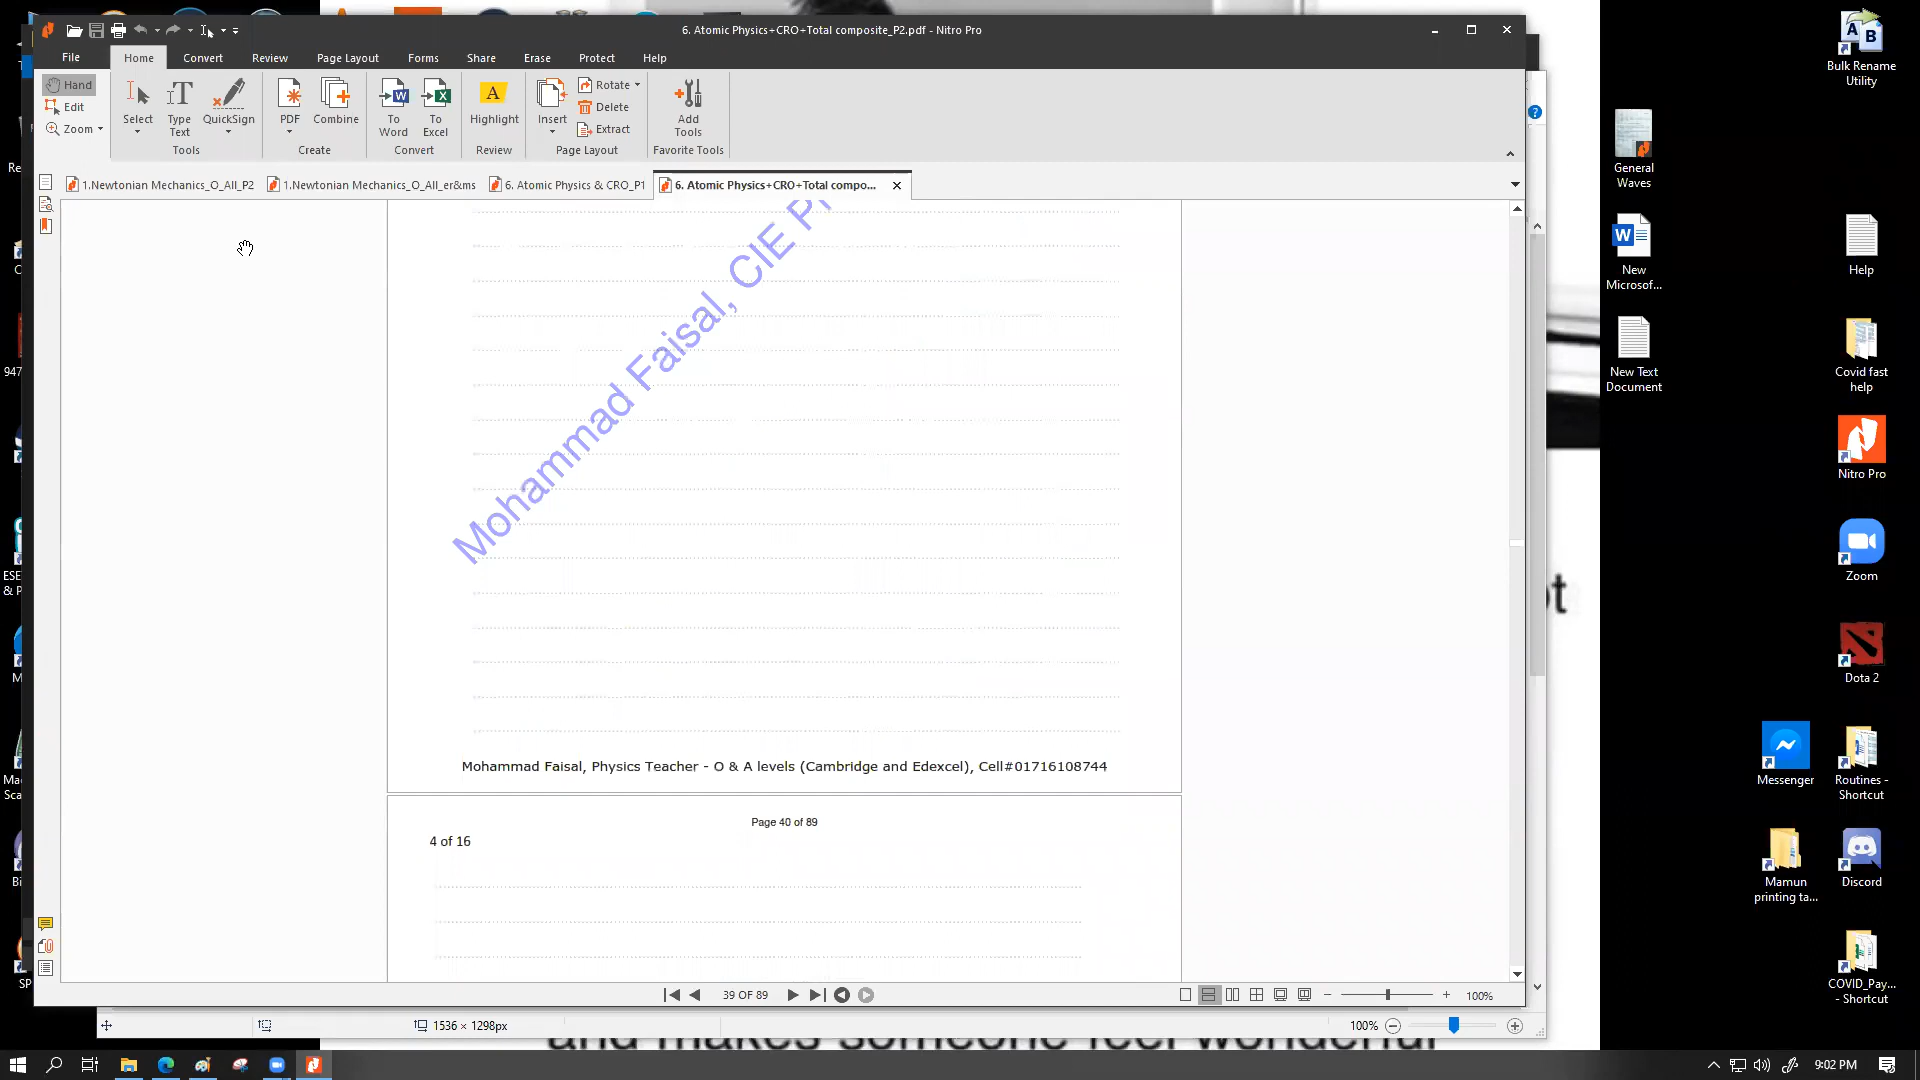 6. Atomic Physics+CRO+Total composite_P2.pdf - Nitro Pro
File Home Convert Review Page Layout Forms Share Erase Protect Help
Hand
Edit
Zoom
Select
Type Text
QuickSign
Tools
PDF
Combine
Create
To Word
To Excel
Convert
Highlight
Review
Insert
Rotate
Delete
Extract
Page Layout
Add Tools
Favorite Tools
1.Newtonian Mechanics_O_All_P2
1.Newtonian Mechanics_O_All_er&ms
6. Atomic Physics & CRO_P1
6. Atomic Physics+CRO+Total compo...
Mohammad Faisal, CIE
Mohammad Faisal, Physics Teacher - O & A levels (Cambridge and Edexcel), Cell#01716108744
Page 40 of 89
4 of 16
39 OF 89
100%
1536 × 1298px
100%
and makes someone feel wonderful
Bulk Rename Utility
General Waves
New Microsof...
Help
New Text Document
Covid fast help
Nitro Pro
Zoom
Dota 2
Messenger
Routines - Shortcut
Mamun printing ta...
Discord
COVID_Pay... - Shortcut
9:02 PM